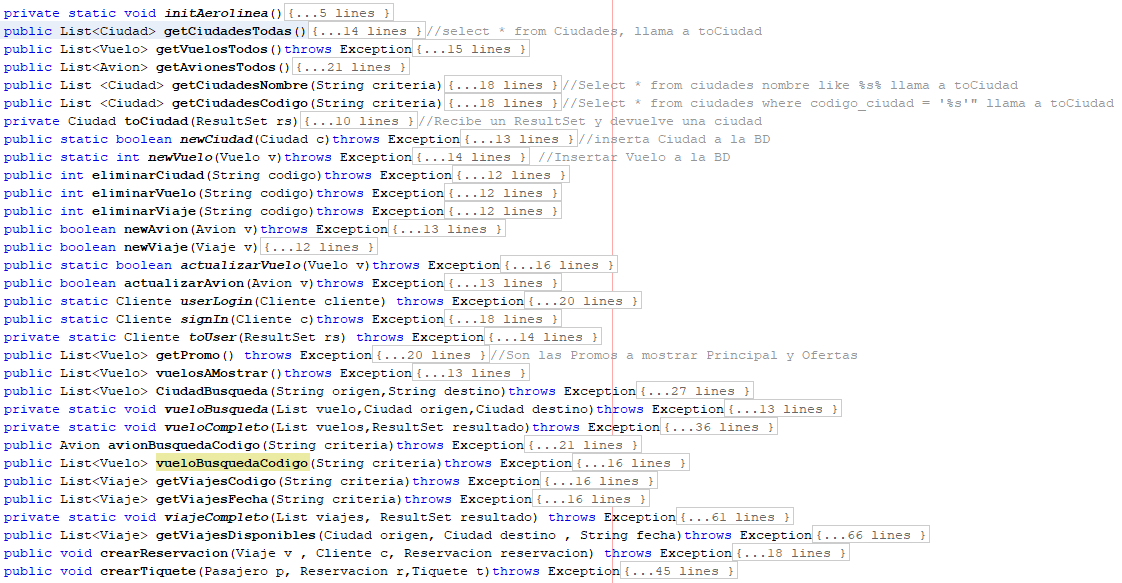 private static void initAerolinea(){...5 lines }
public List<Ciudad> getCiudadesTodas(){...14 lines }//select * from Ciudades, llama a toCiudad
public List<Vuelo> getVuelosTodos()throws Exception{...15 lines }
public List<Avion> getAvionesTodos(){...21 lines }
public List <Ciudad> getCiudadesNombre(String criteria){...18 lines }//Select * from ciudades nombre like %s% llama a toCiudad
public List <Ciudad> getCiudadesCodigo(String criteria){...18 lines }//Select * from ciudades where codigo_ciudad = '%s'" llama a toCiudad
private Ciudad toCiudad(ResultSet rs){...10 lines }//Recibe un ResultSet y devuelve una ciudad
public static boolean newCiudad(Ciudad c)throws Exception{...13 lines }//inserta Ciudad a la BD
public static int newVuelo(Vuelo v)throws Exception{...14 lines } //Insertar Vuelo a la BD
public int eliminarCiudad(String codigo)throws Exception{...12 lines }
public int eliminarVuelo(String codigo)throws Exception{...12 lines }
public int eliminarViaje(String codigo)throws Exception{...12 lines }
public boolean newAvion(Avion v)throws Exception{...13 lines }
public boolean newViaje(Viaje v){...12 lines }
public static boolean actualizarVuelo(Vuelo v)throws Exception{...16 lines }
public boolean actualizarAvion(Avion v)throws Exception{...13 lines }
public static Cliente userLogin(Cliente cliente) throws Exception{...20 lines }
public static Cliente signIn(Cliente c)throws Exception{...18 lines }
private static Cliente toUser(ResultSet rs) throws Exception{...14 lines }
public List<Vuelo> getPromo() throws Exception{...20 lines }//Son las Promos a mostrar Principal y Ofertas
public List<Vuelo> vuelosAMostrar()throws Exception{...13 lines }
public List<Vuelo> CiudadBusqueda(String origen,String destino)throws Exception{...27 lines }
private static void vueloBusqueda(List vuelo,Ciudad origen,Ciudad destino)throws Exception{...13 lines }
private static void vueloCompleto(List vuelos,ResultSet resultado)throws Exception{...36 lines }
public Avion avionBusquedaCodigo(String criteria)throws Exception{...21 lines }
public List<Vuelo> vueloBusquedaCodigo(String criteria)throws Exception{...16 lines }
public List<Viaje> getViajesCodigo(String criteria)throws Exception{...16 lines }
public List<Viaje> getViajesFecha(String criteria)throws Exception{...16 lines }
private static void viajeCompleto(List viajes, ResultSet resultado) throws Exception{...61 lines }
public List<Viaje> getViajesDisponibles(Ciudad origen, Ciudad destino , String fecha)throws Exception{...66 lines }
public void crearReservacion(Viaje v , Cliente c, Reservacion reservacion) throws Exception{...18 lines }
public void crearTiquete(Pasajero p, Reservacion r,Tiquete t)throws Exception{...45 lines }